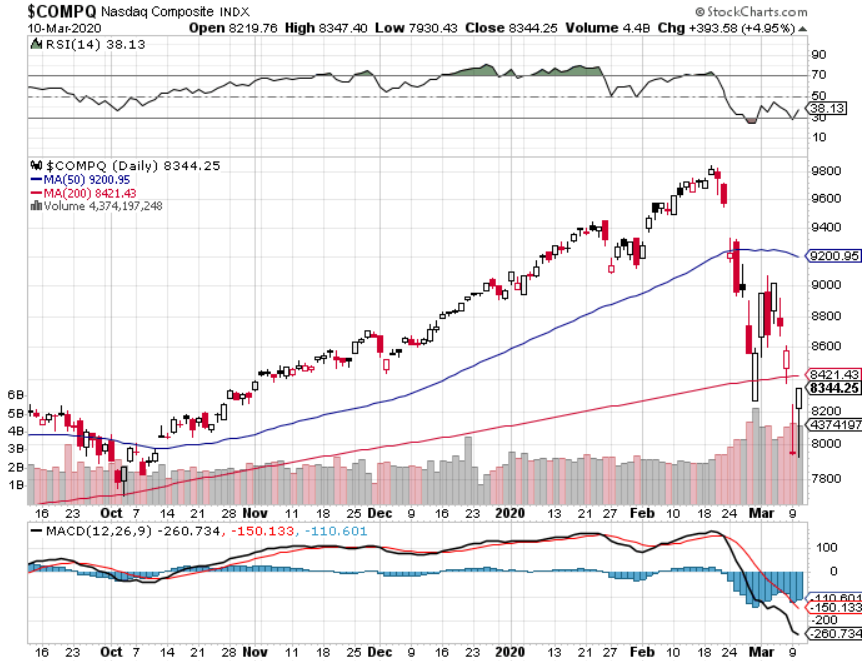 $COMPQ Nasdaq Composite INDX © StockCharts.com
10-Mar-2020 Open 8219.76 High 8347.40 Low 7930.43 Close 8344.25 Volume 4.4B Chg +393.58 (+4.95%)
RSI(14) 38.13
90
70
50
38.13
30
10
$COMPQ (Daily) 8344.25
MA(50) 9200.95
MA(200) 8421.43
Volume 4,374,197,248
9800
9600
9400
9200.95
9000
8800
8600
8421.43
8344.25
6B
5B 8200
4374197
4B
8000
3B
2B
7800
1B
16 23 Oct 7 14 21 28 Nov 11 18 25 Dec 9 16 23 2020 13 21 27 Feb 10 18 24 Mar 9
MACD(12,26,9) -260.734, -150.133, -110.601
100
0
-110.601
-150.133
-200
-260.734
16 23 Oct 7 14 21 28 Nov 11 18 25 Dec 9 16 23 2020 13 21 27 Feb 10 18 24 Mar 9